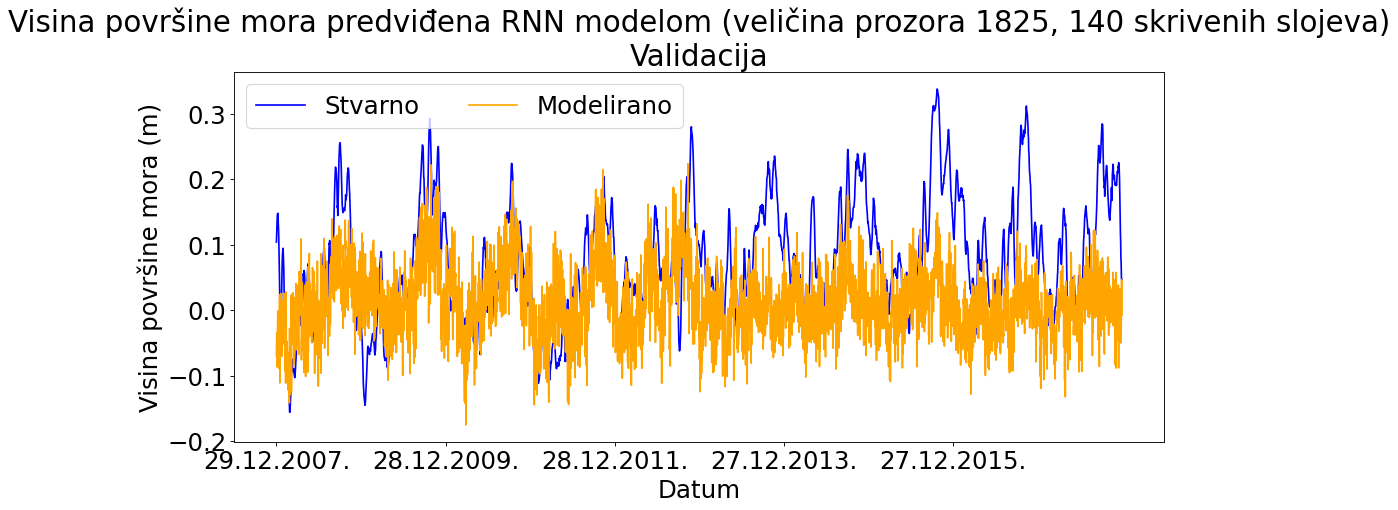 Visina površine mora predviđena RNN modelom (veličina prozora 1825, 140 skrivenih slojeva)
Validacija
Stvarno Modelirano
Visina površine mora (m)
0.3
0.2
0.1
0.0
−0.1
−0.2
29.12.2007. 28.12.2009. 28.12.2011. 27.12.2013. 27.12.2015.
Datum